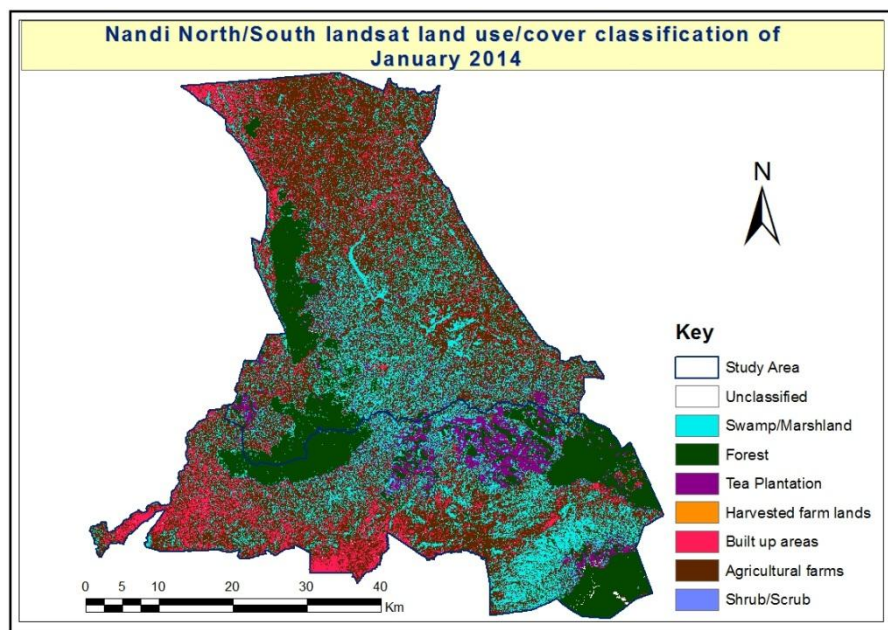 Nandi North/South landsat land use/cover classification of
January 2014
N
Key
Study Area
Unclassified
Swamp/Marshland
Forest
Tea Plantation
Harvested farm lands
Built up areas
Agricultural farms
Shrub/Scrub
0 5 10 20 30 40
Km